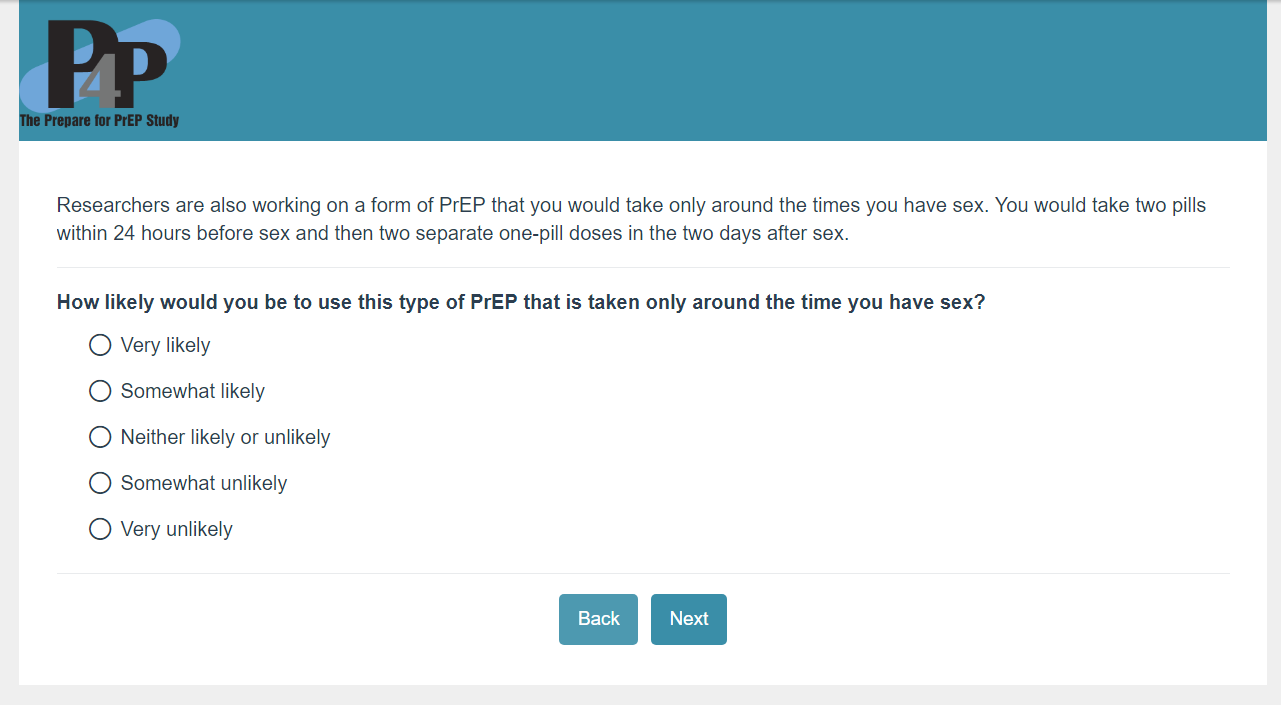 P4P
The Prepare for PrEP Study
Researchers are also working on a form of PrEP that you would take only around the times you have sex. You would take two pills
within 24 hours before sex and then two separate one-pill doses in the two days after sex.
How likely would you be to use this type of PrEP that is taken only around the time you have sex?
Very likely
Somewhat likely
Neither likely or unlikely
Somewhat unlikely
Very unlikely
Back Next